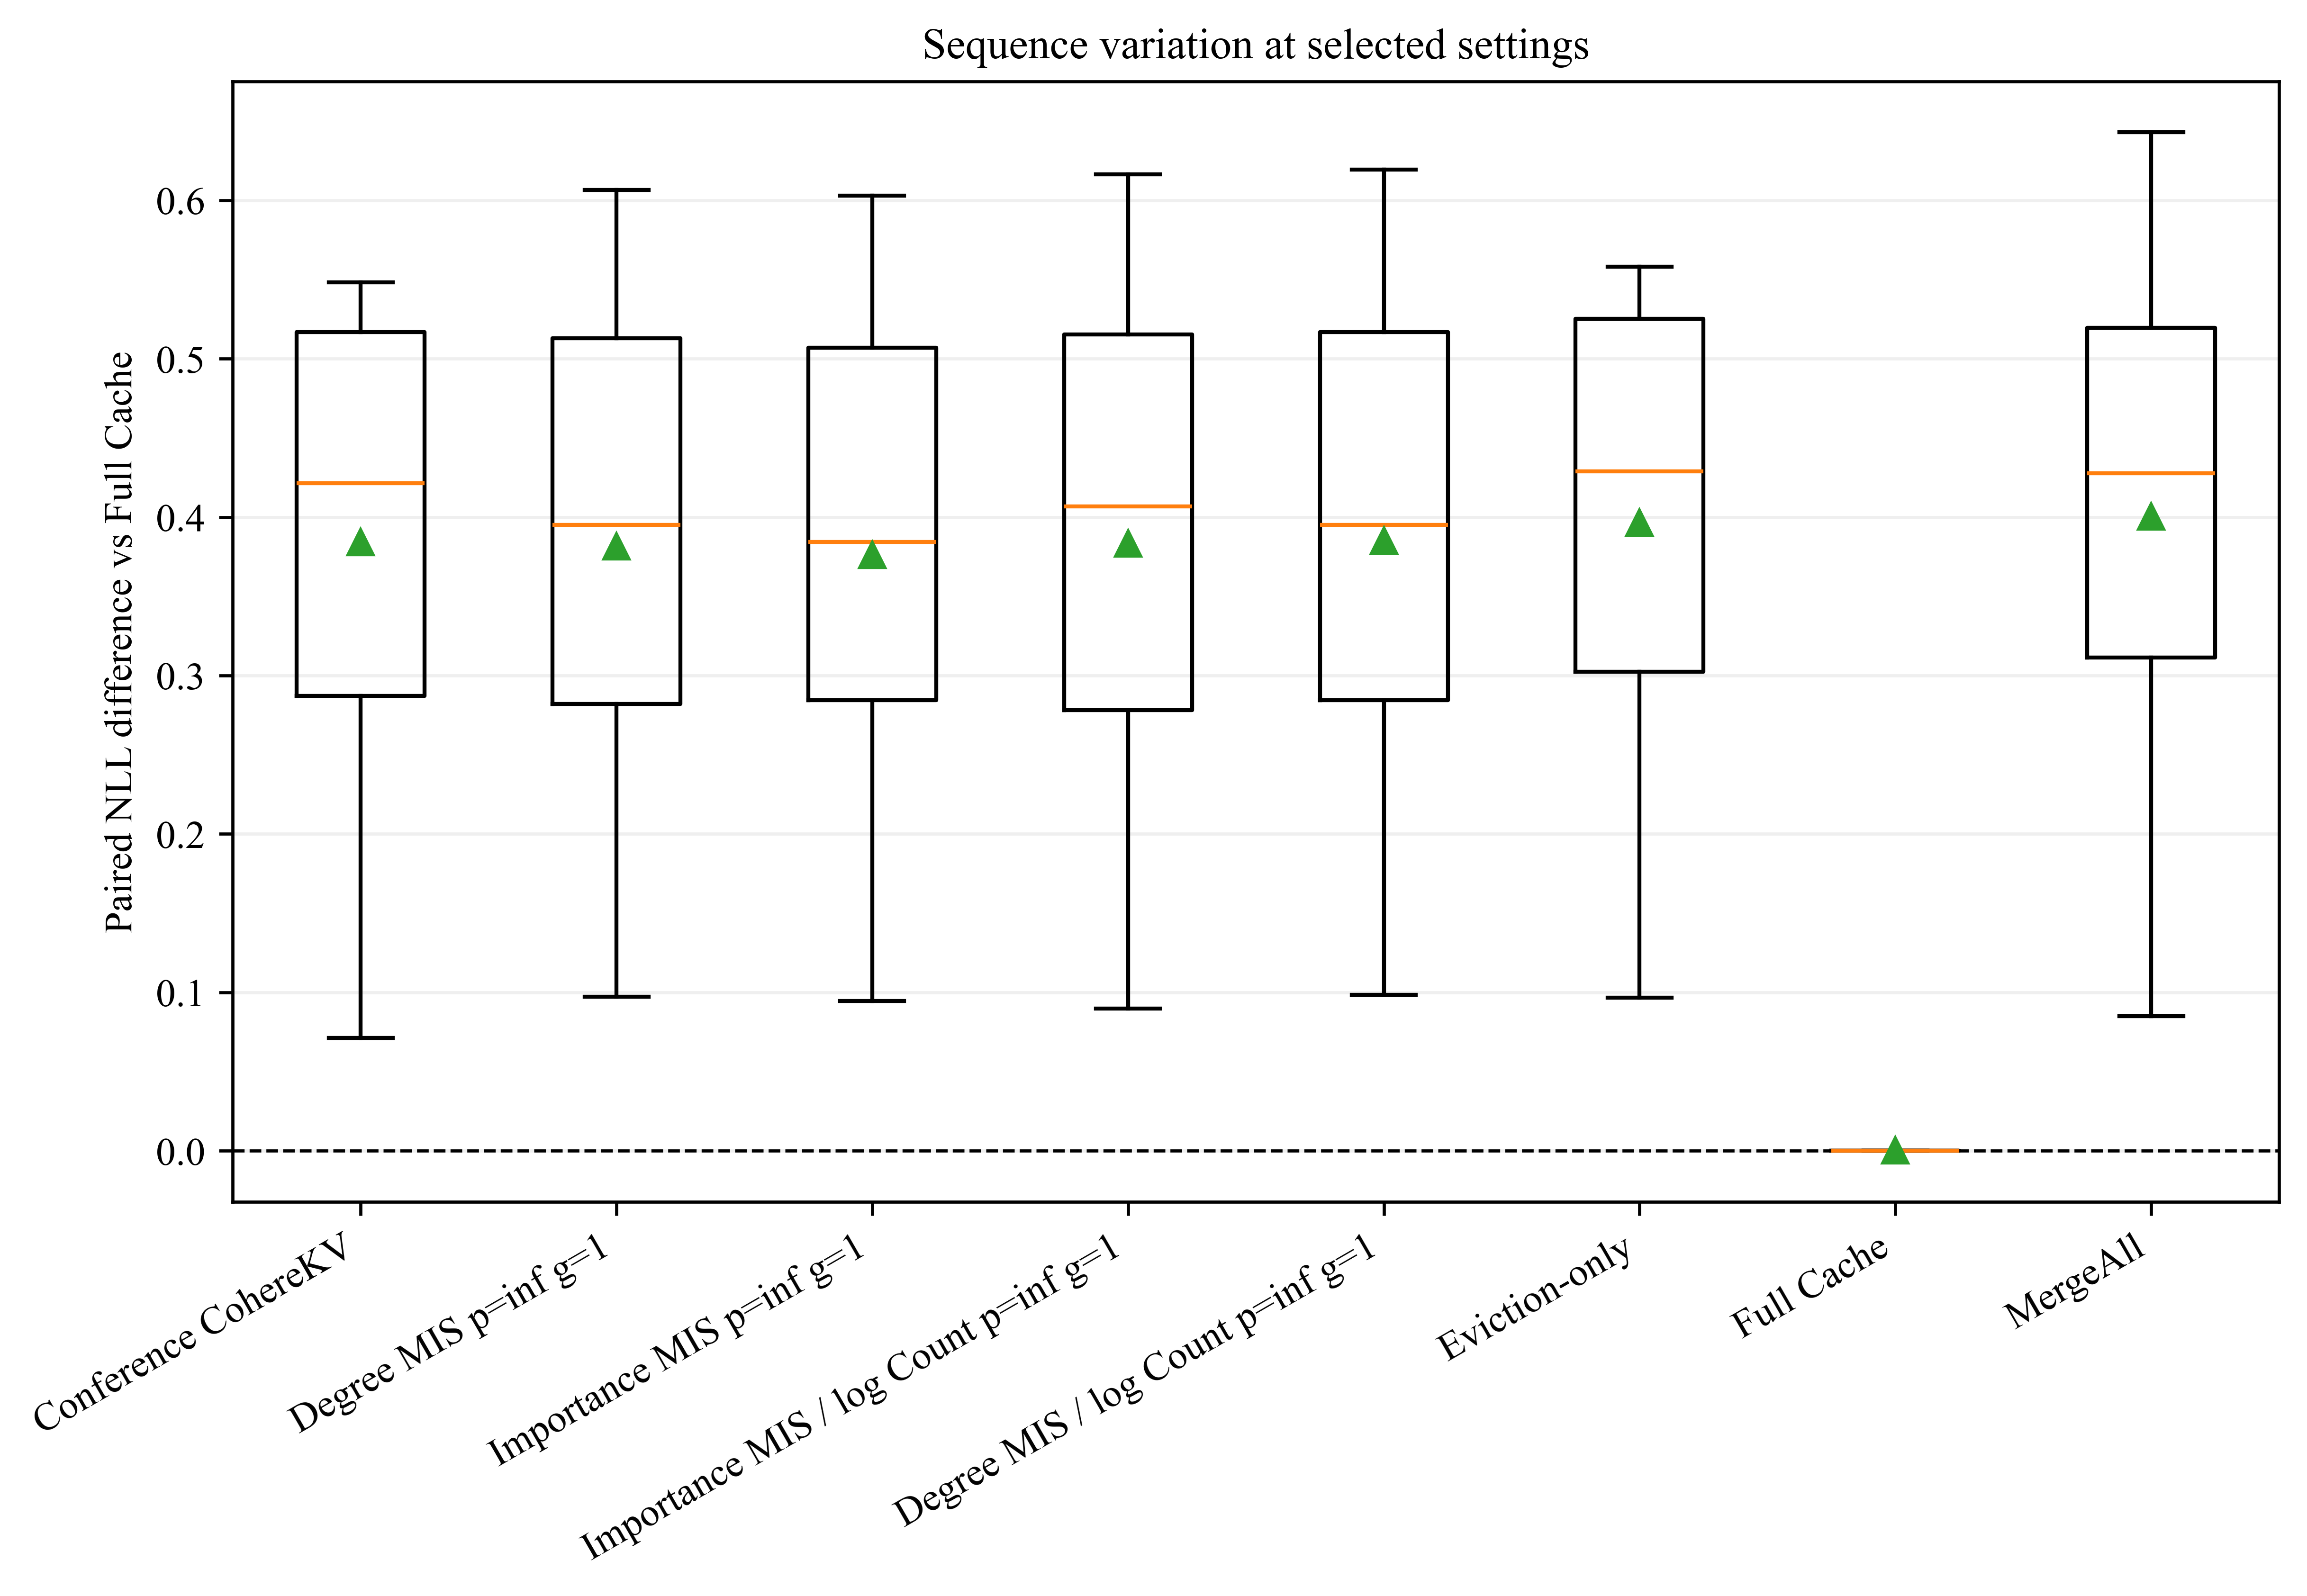 Sequence variation at selected settings
Paired NLL difference vs Full Cache
0.6
0.5
0.4
0.3
0.2
0.1
0.0
Conference CohereKV
Degree MIS p=inf g=1
Importance MIS p=inf g=1
Importance MIS / log Count p=inf g=1
Degree MIS / log Count p=inf g=1
Eviction-only
Full Cache
MergeAll